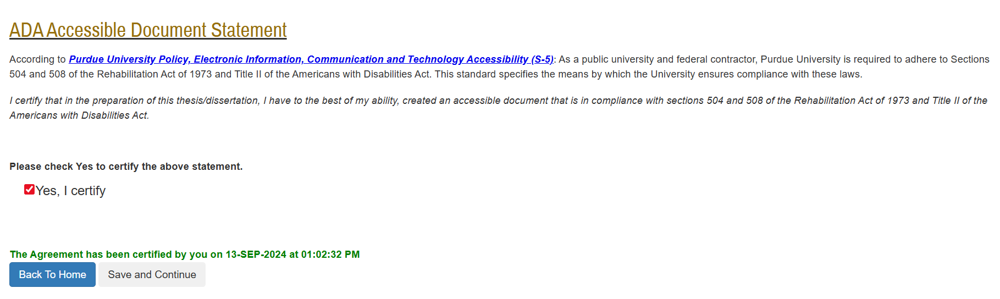 ADA Accessible Document Statement
According to Purdue University Policy, Electronic Information, Communication and Technology Accessibility (S-5): As a public university and federal contractor, Purdue University is required to adhere to Sections
504 and 508 of the Rehabilitation Act of 1973 and Title II of the Americans with Disabilities Act. This standard specifies the means by which the University ensures compliance with these laws.
I certify that in the preparation of this thesis/dissertation, I have to the best of my ability, created an accessible document that is in compliance with sections 504 and 508 of the Rehabilitation Act of 1973 and Title II of the
Americans with Disabilities Act.
Please check Yes to certify the above statement.
Yes, I certify
The Agreement has been certified by you on 13-SEP-2024 at 01:02:32 PM
Back To Home Save and Continue